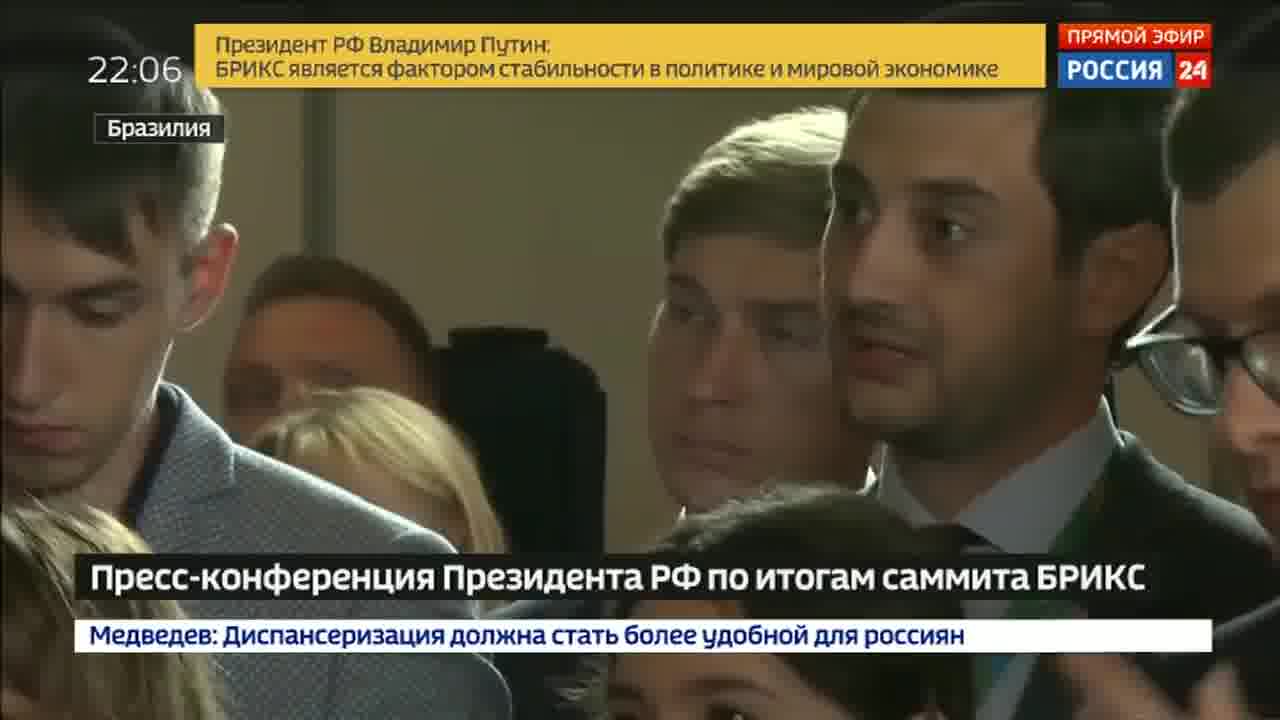 22:06
Президент РФ Владимир Путин:
БРИКС является фактором стабильности в политике и мировой экономике
ПРЯМОЙ ЭФИР
РОССИЯ 24
Бразилия
Пресс-конференция Президента РФ по итогам саммита БРИКС
Медведев: Диспансеризация должна стать более удобной для россиян